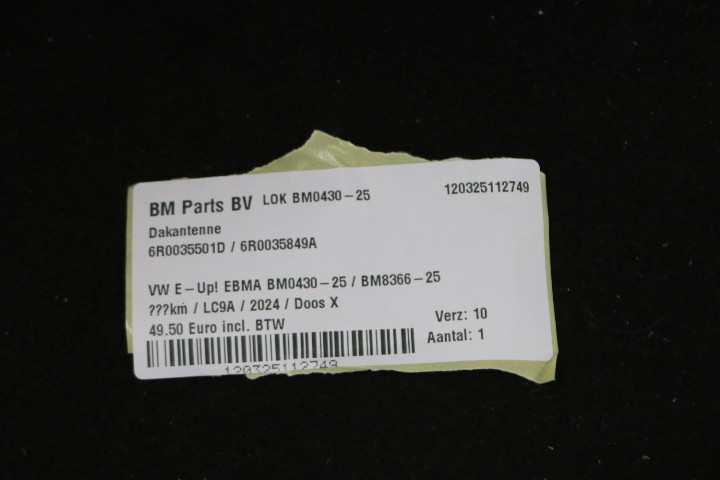 BM Parts BV LOK BM0430-25 120325112749
Dakantenne
6R0035501D / 6R0035849A
VW E-Up! EBMA BM0430-25 / BM8366-25
???km / LC9A / 2024 / Doos X
49.50 Euro incl. BTW
Verz: 10
Aantal: 1
120325112749